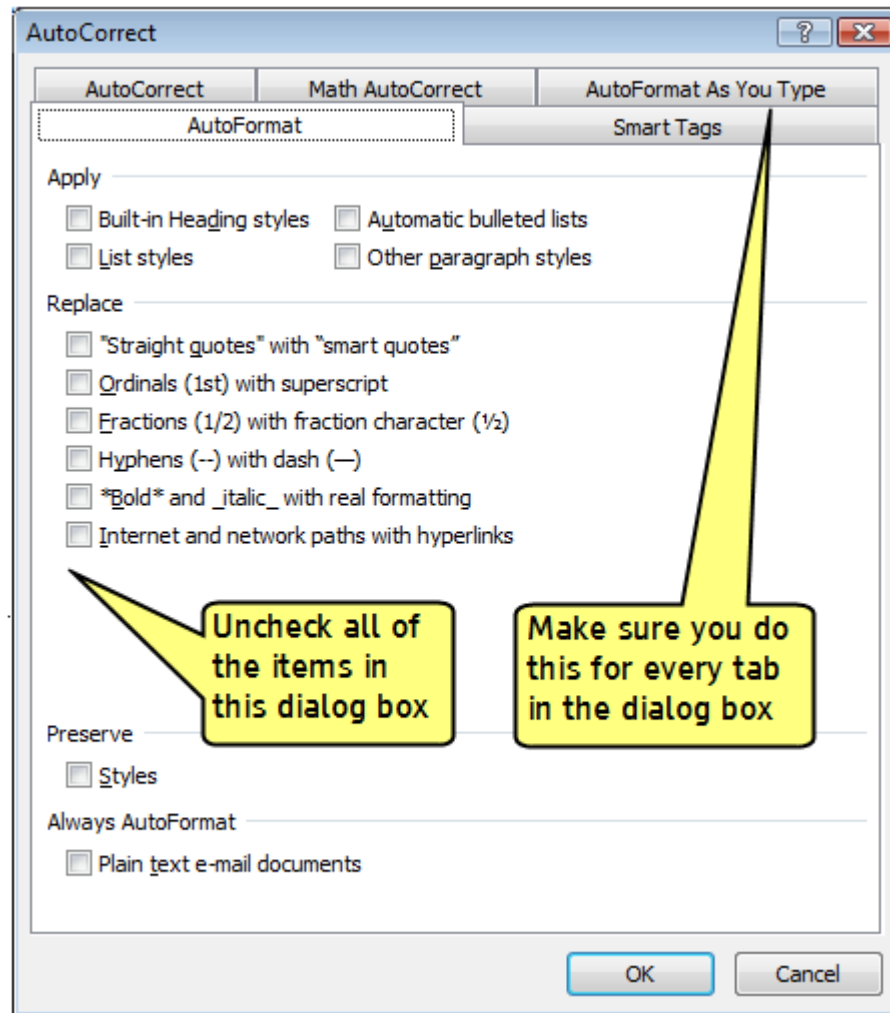 AutoCorrect
AutoCorrect Math AutoCorrect AutoFormat As You Type
AutoFormat Smart Tags
Apply
Built-in Heading styles Automatic bulleted lists
List styles Other paragraph styles
Replace
"Straight quotes" with “smart quotes”
Ordinals (1st) with superscript
Fractions (1/2) with fraction character (½)
Hyphens (--) with dash (—)
*Bold* and _italic_ with real formatting
Internet and network paths with hyperlinks
Uncheck all of
the items in
this dialog box
Make sure you do
this for every tab
in the dialog box
Preserve
Styles
Always AutoFormat
Plain text e-mail documents
OK Cancel